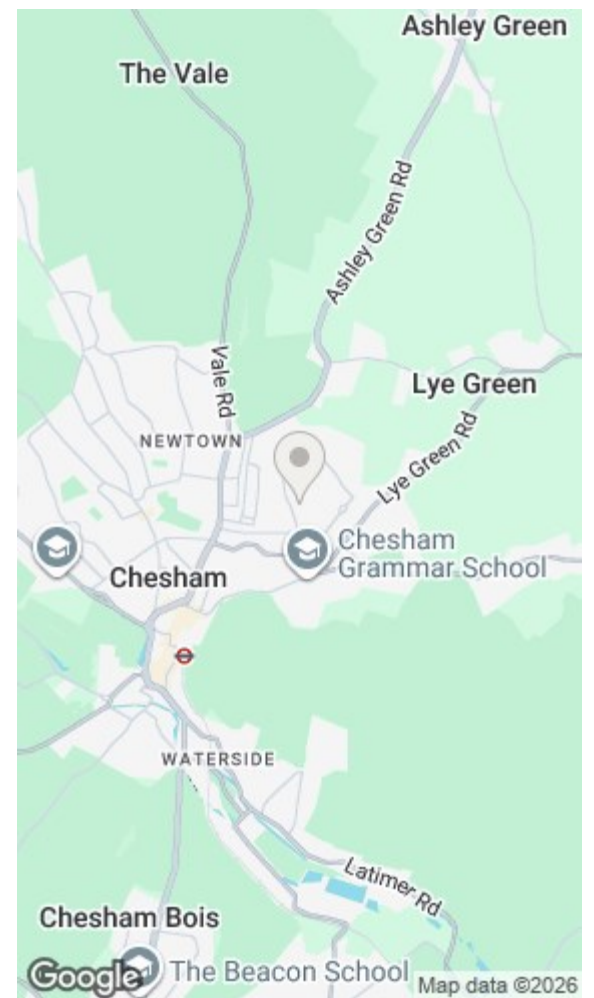 Ashley Green
The Vale
Ashley Green Rd
Vale Rd
Lye Green
NEWTOWN
Lye Green Rd
Chesham
Grammar School
Chesham
WATERSIDE
Latimer Rd
Chesham Bois
The Beacon School
Google
Map data ©2026